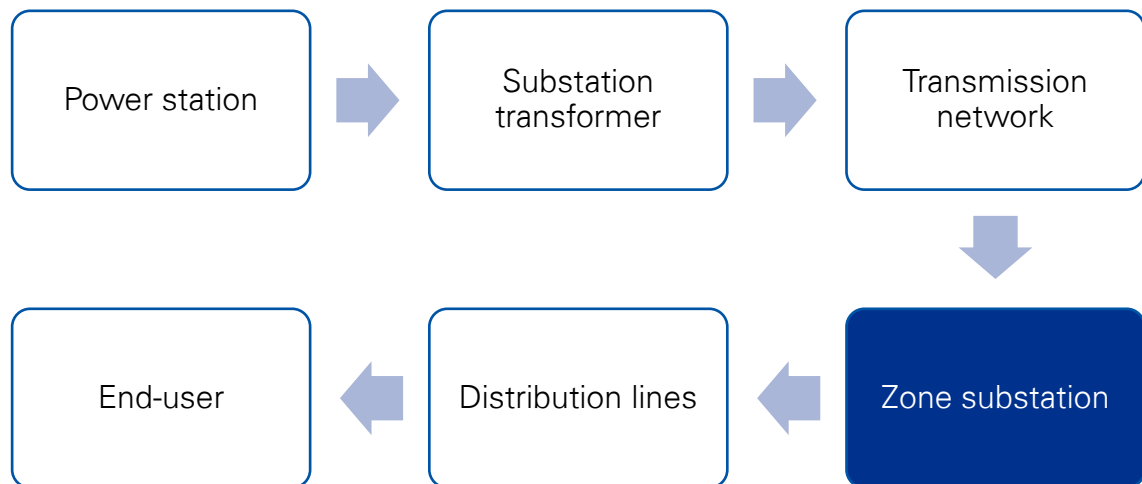 Power station
Substation
transformer
Transmission
network
Zone substation
Distribution lines
End-user